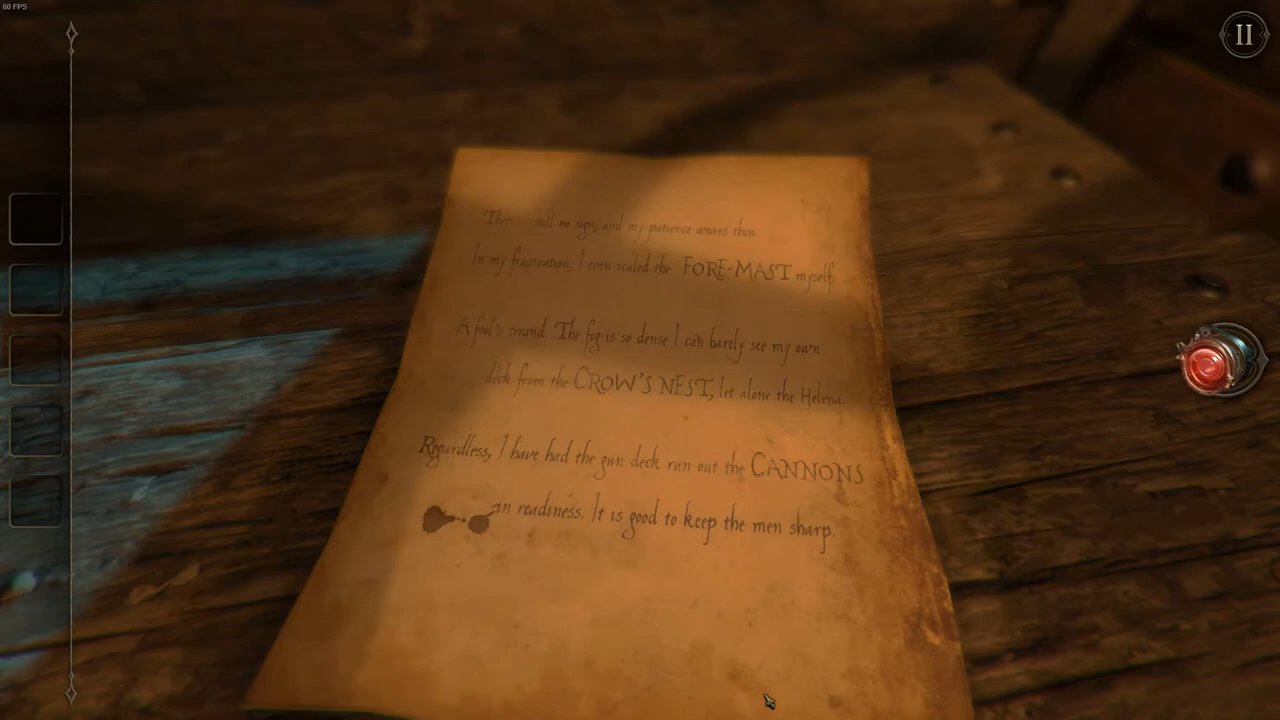 60 FPS
II
still no sign, and my patience wears thin.
In my frustration, I even scaled the FORE-MAST myself.
A fool's errand. The fog is so dense I can barely see my own
deck from the CROW'S NEST, let alone the Helena.
Regardless, I have had the gun deck run out the CANNONS
in readiness. It is good to keep the men sharp.